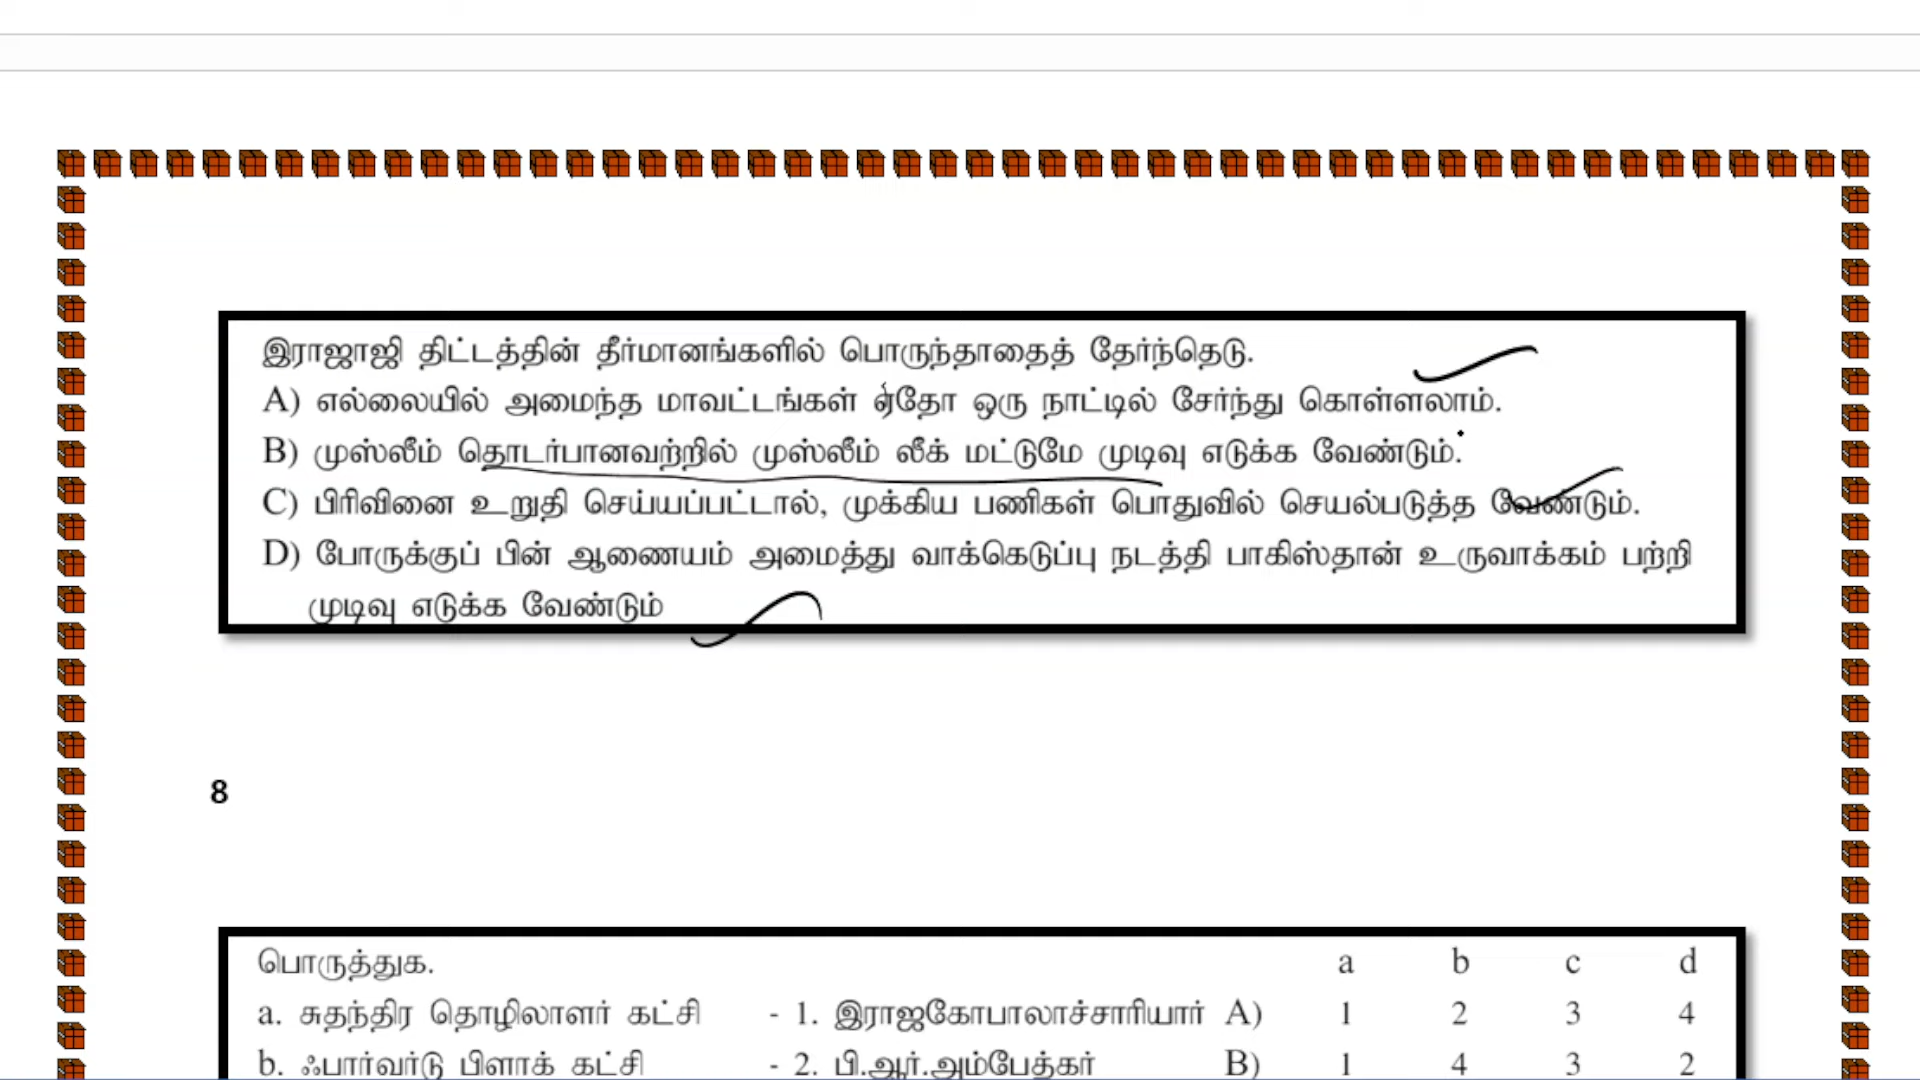 இராஜாஜி திட்டத்தின் தீர்மானங்களில் பொருந்தாதைத் தேர்ந்தெடு.
A) எல்லையில் அமைந்த மாவட்டங்கள் ஏதோ ஒரு நாட்டில் சேர்ந்து கொள்ளலாம்.
B) முஸ்லீம் தொடர்பானவற்றில் முஸ்லீம் லீக் மட்டுமே முடிவு எடுக்க வேண்டும்.
C) பிரிவினை உறுதி செய்யப்பட்டால், முக்கிய பணிகள் பொதுவில் செயல்படுத்த வேண்டும்.
D) போருக்குப் பின் ஆணையம் அமைத்து வாக்கெடுப்பு நடத்தி பாகிஸ்தான் உருவாக்கம் பற்றி
முடிவு எடுக்க வேண்டும்
8
பொருத்துக. a b c d
a. சுதந்திர தொழிலாளர் கட்சி - 1. இராஜகோபாலாச்சாரியார் A) 1 2 3 4
b. ஃபார்வர்டு பிளாக் கட்சி - 2. பி.ஆர்.அம்பேத்கர் B) 1 4 3 2